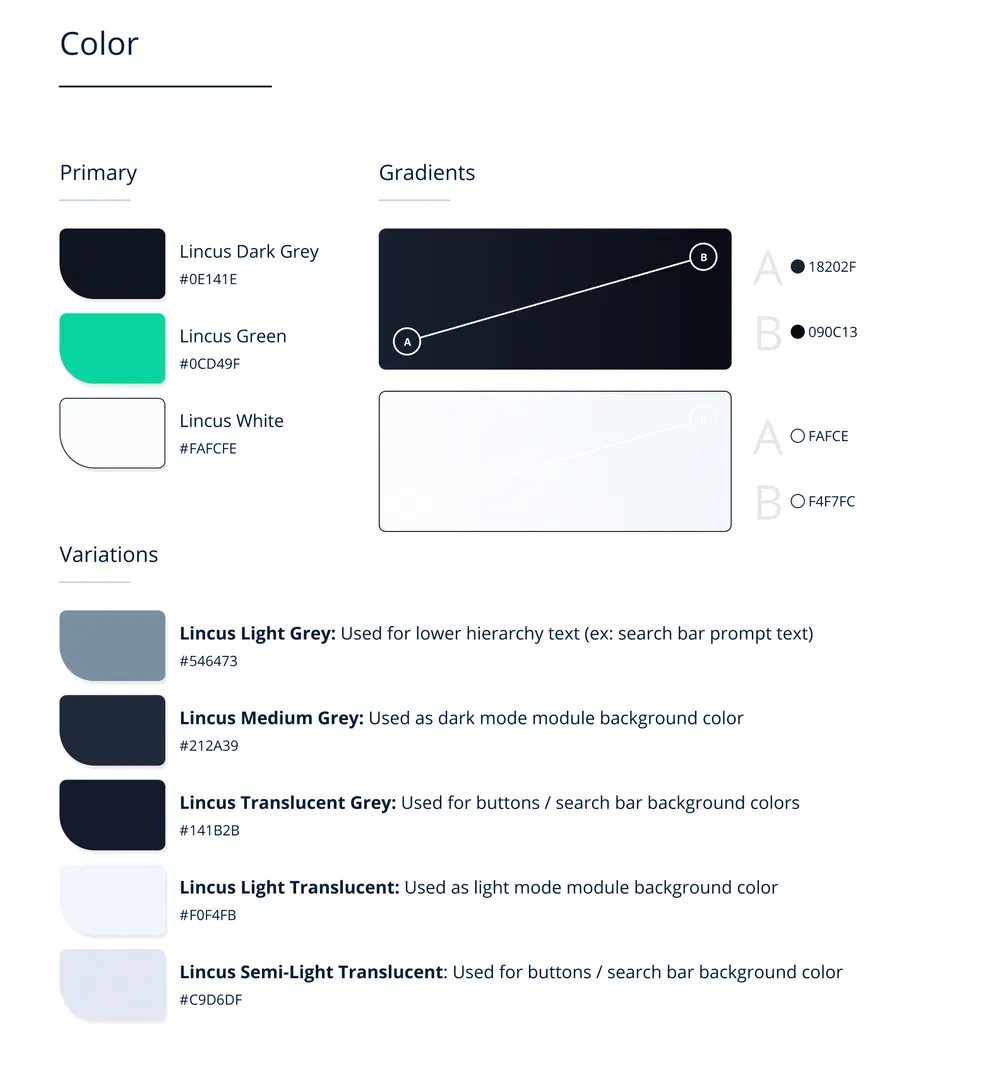 Color
Primary
Lincus Dark Grey
#0E141E
Lincus Green
#0CD49F
Lincus White
#FAFCFE
Gradients
B
A
A 18202F
B 090C13
B
A FAFCE
B F4F7FC
Variations
Lincus Light Grey: Used for lower hierarchy text (ex: search bar prompt text)
#546473
Lincus Medium Grey: Used as dark mode module background color
#212A39
Lincus Translucent Grey: Used for buttons / search bar background colors
#141B2B
Lincus Light Translucent: Used as light mode module background color
#F0F4FB
Lincus Semi-Light Translucent: Used for buttons / search bar background color
#C9D6DF